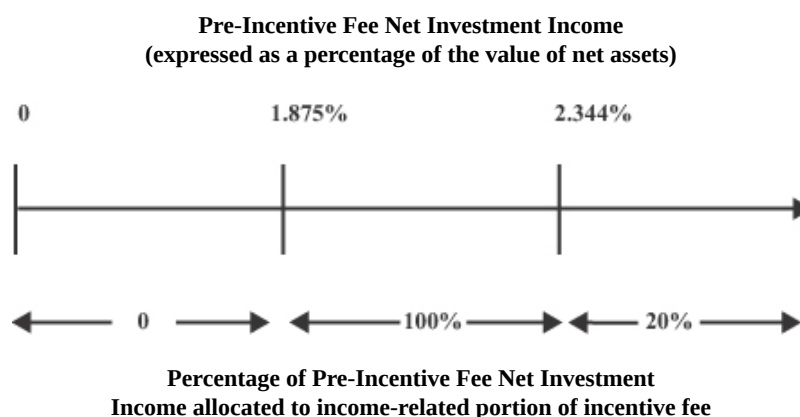 Pre-Incentive Fee Net Investment Income
(expressed as a percentage of the value of net assets)
0 1.875% 2.344%
0 100% 20%
Percentage of Pre-Incentive Fee Net Investment
Income allocated to income-related portion of incentive fee